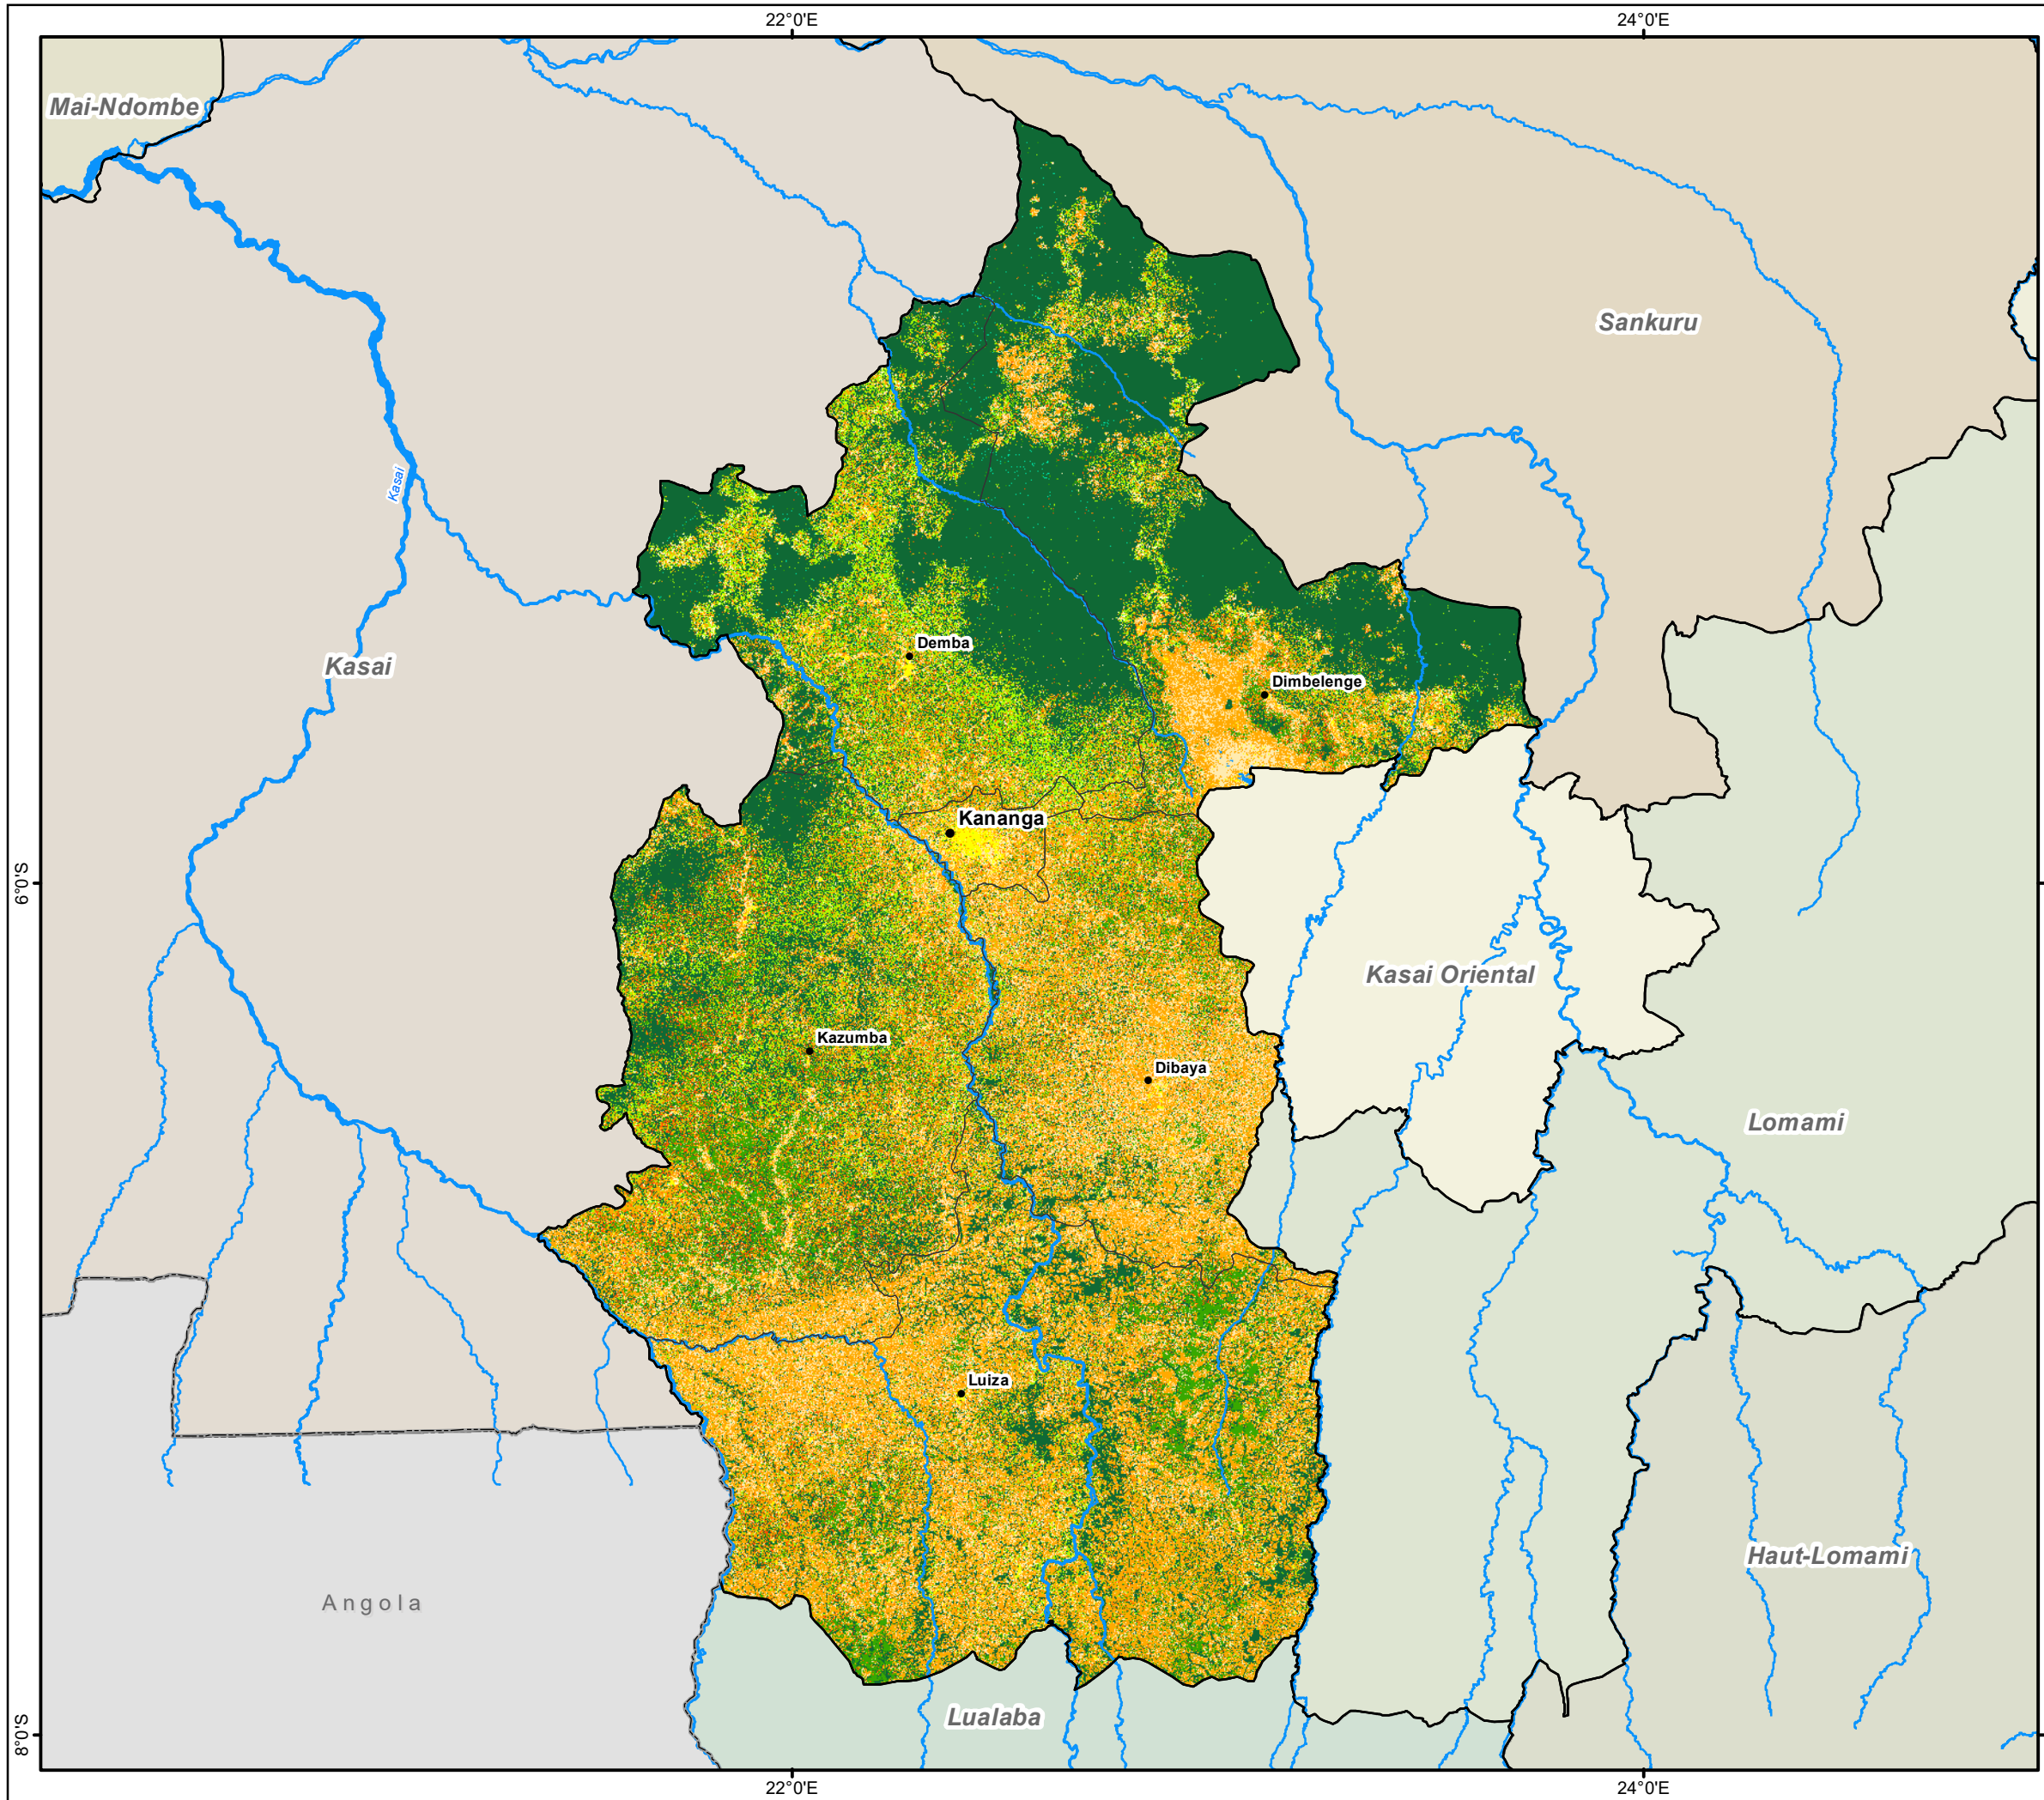 22°0'E
24°0'E
Mai-Ndombe
Sankuru
Kasai
Demba
Kasai
Dimbelenge
Kananga
6°0'S
Kasai Oriental
Kazumba
Dibaya
Lomami
Luiza
Haut-Lomami
Angola
Lualaba
8°0'S
22°0'E
24°0'E